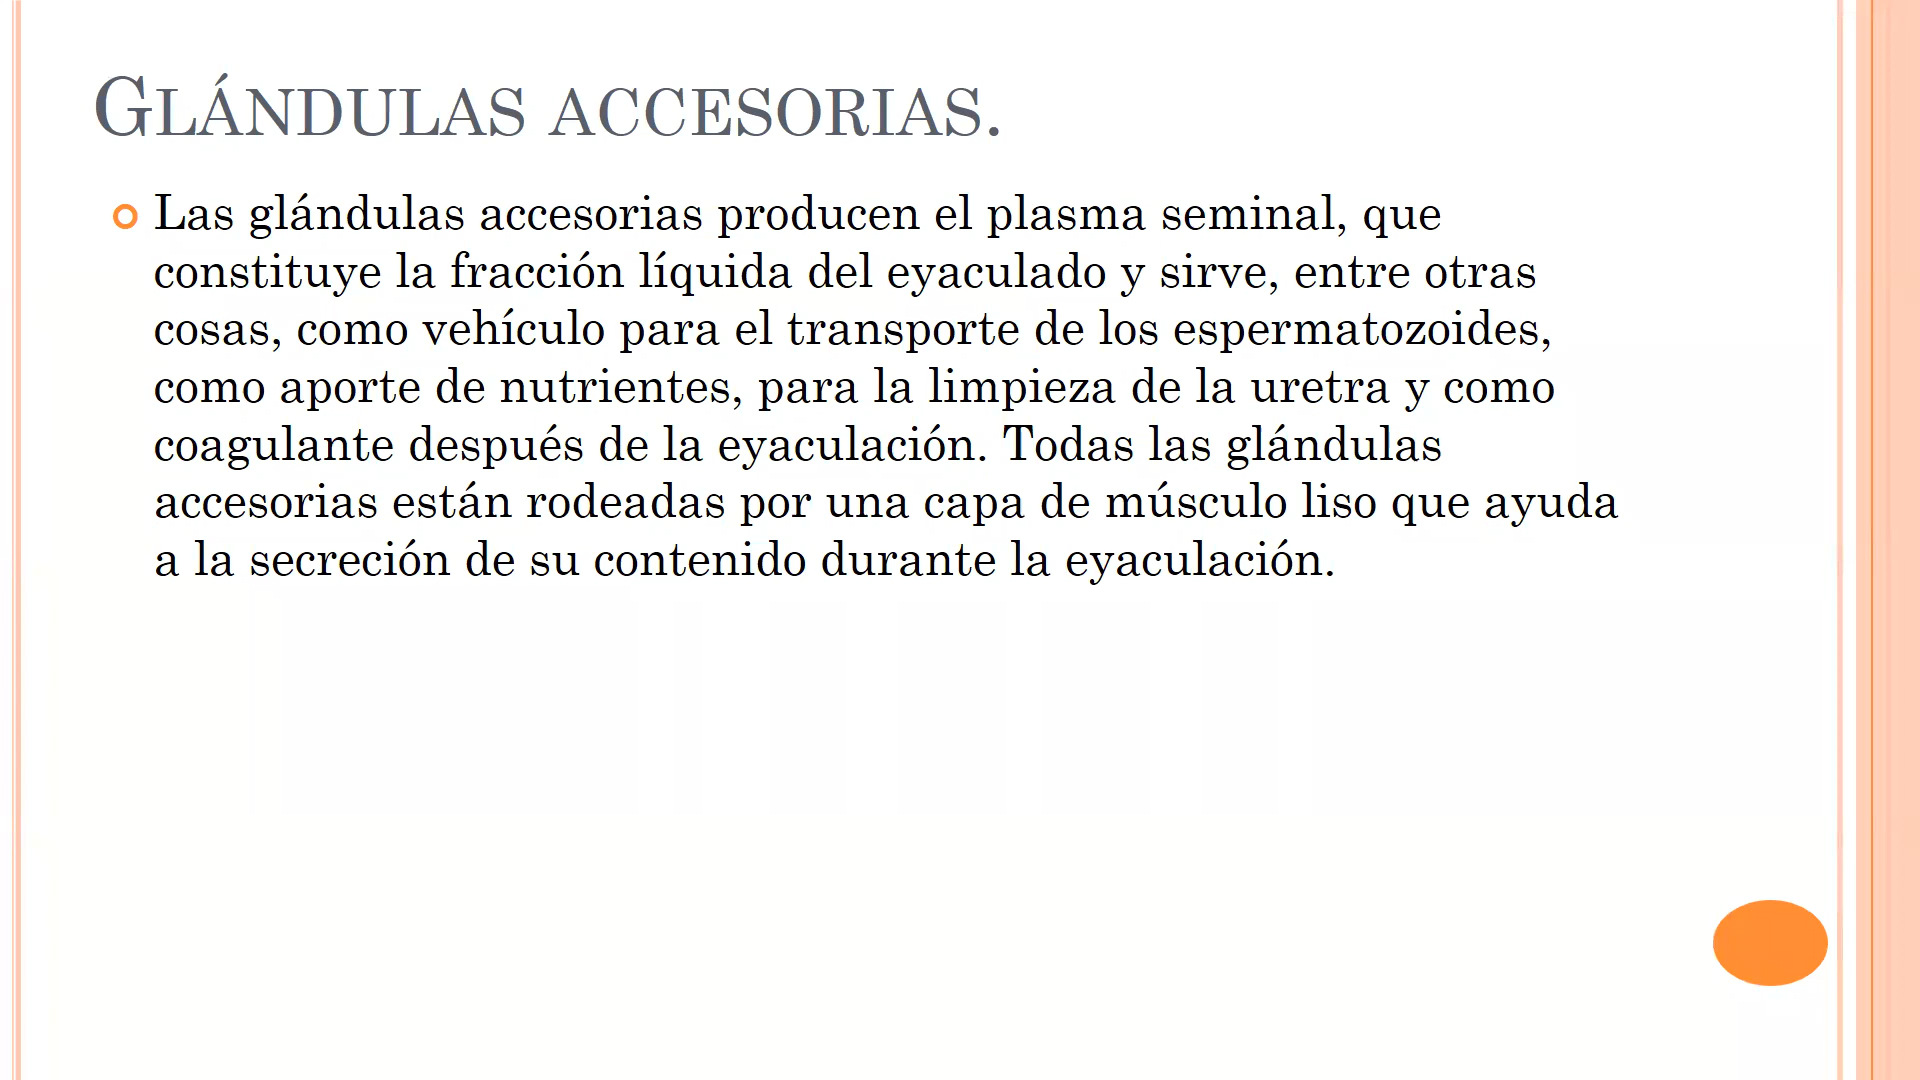 Glándulas accesorias.
Las glándulas accesorias producen el plasma seminal, que
constituye la fracción líquida del eyaculado y sirve, entre otras
cosas, como vehículo para el transporte de los espermatozoides,
como aporte de nutrientes, para la limpieza de la uretra y como
coagulante después de la eyaculación. Todas las glándulas
accesorias están rodeadas por una capa de músculo liso que ayuda
a la secreción de su contenido durante la eyaculación.